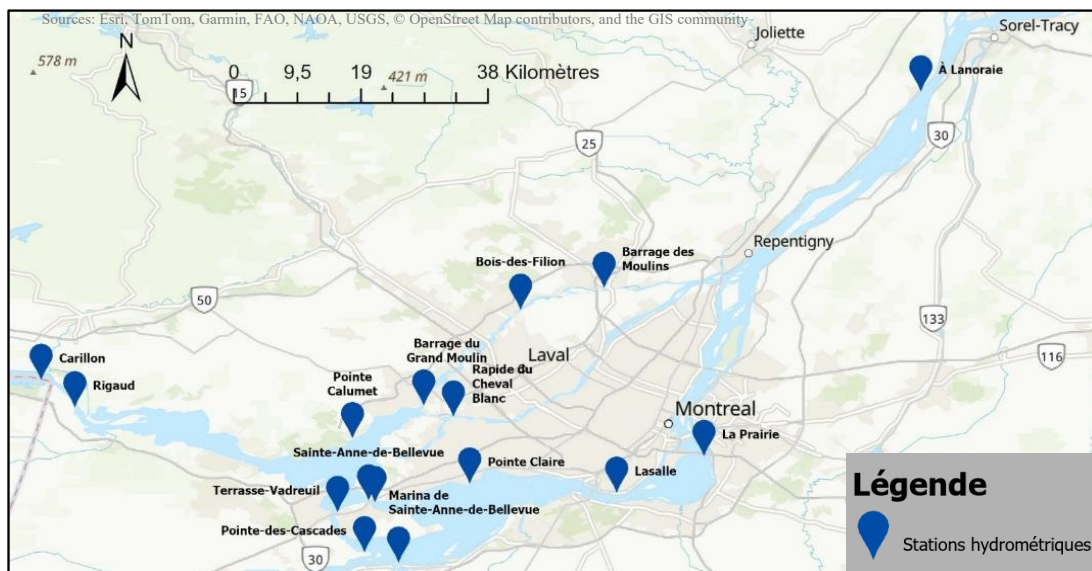 Sources: Esri, TomTom, Garmin, FAO, NAOA, USGS, © OpenStreet Map contributors, and the GIS community
Joliette
Sorel-Tracy
N
578 m
0 9,5 19 38 Kilomètres
421 m
15
À Lanoraie
30
25
Repentigny
Barrage des
Moulins
Bois-des-Filion
50
133
116
Barrage du
Grand Moulin
Laval
Carillon
Rigaud
Rapide du
Cheval
Blanc
Pointe
Calumet
Montreal
La Prairie
Sainte-Anne-de-Bellevue
Pointe Claire
Lasalle
Terrasse-Vadreuil
Marina de
Sainte-Anne-de-Bellevue
Pointe-des-Cascades
30
Légende
Stations hydrométriques